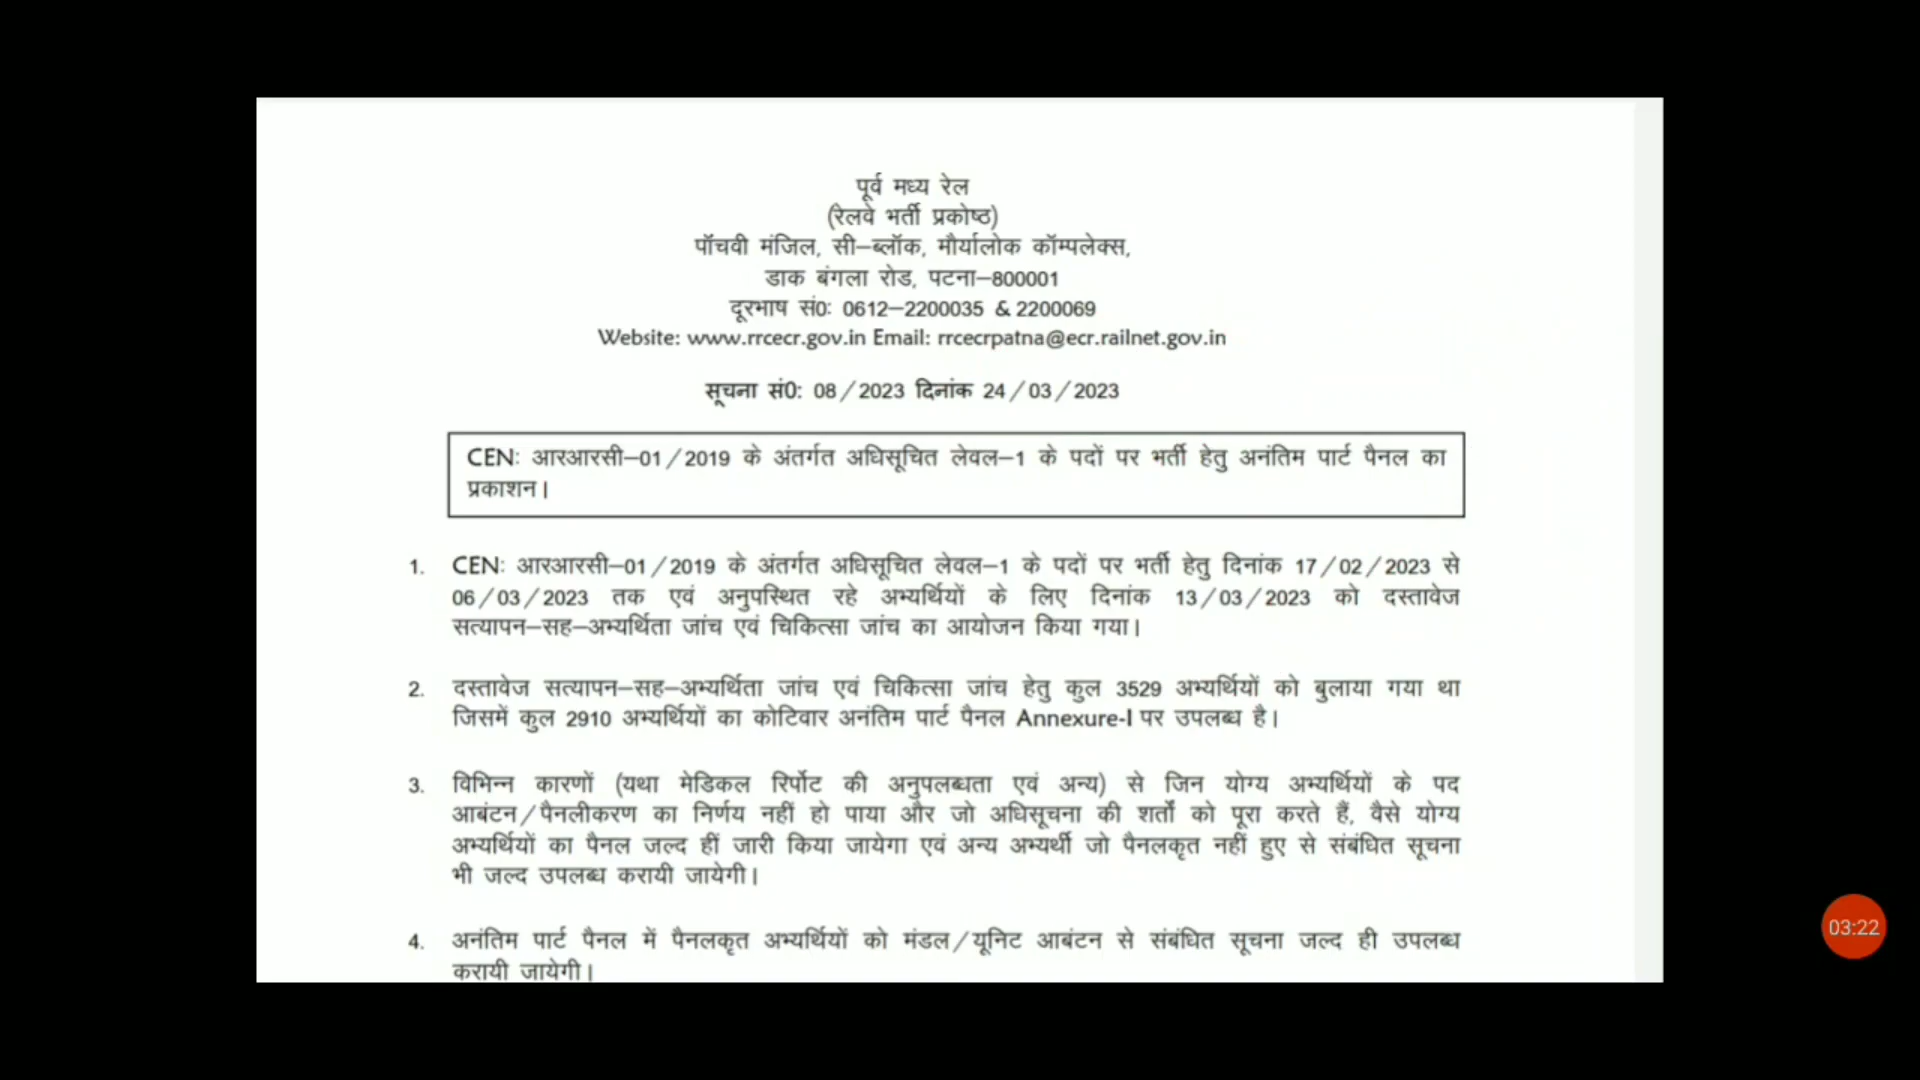 पूर्व मध्य रेल
(रेलवे भर्ती प्रकोष्ठ)
पॉचवी मंजिल, सी–ब्लॉक, मौर्यालोक कॉम्पलेक्स,
डाक बंगला रोड, पटना–800001
दूरभाष सं0: 0612–2200035 & 2200069
Website: www.rrcecr.gov.in Email: rrcecrpatna@ecr.railnet.gov.in
सूचना सं0: 08/2023 दिनांक 24/03/2023
CEN: आरआरसी–01/2019 के अंतर्गत अधिसूचित लेवल–1 के पदों पर भर्ती हेतु अनंतिम पार्ट पैनल का
प्रकाशन।
1. CEN: आरआरसी–01/2019 के अंतर्गत अधिसूचित लेवल–1 के पदों पर भर्ती हेतु दिनांक 17/02/2023 से
06/03/2023 तक एवं अनुपस्थित रहे अभ्यर्थियों के लिए दिनांक 13/03/2023 को दस्तावेज
सत्यापन–सह–अभ्यर्थिता जांच एवं चिकित्सा जांच का आयोजन किया गया।
2. दस्तावेज सत्यापन–सह–अभ्यर्थिता जांच एवं चिकित्सा जांच हेतु कुल 3529 अभ्यर्थियों को बुलाया गया था
जिसमें कुल 2910 अभ्यर्थियों का कोटिवार अनंतिम पार्ट पैनल Annexure-I पर उपलब्ध है।
3. विभिन्न कारणों (यथा मेडिकल रिर्पोट की अनुपलब्धता एवं अन्य) से जिन योग्य अभ्यर्थियों के पद
आबंटन/पैनलीकरण का निर्णय नहीं हो पाया और जो अधिसूचना की शर्तों को पूरा करते हैं, वैसे योग्य
अभ्यर्थियों का पैनल जल्द हीं जारी किया जायेगा एवं अन्य अभ्यर्थी जो पैनलकृत नहीं हुए से संबंधित सूचना
भी जल्द उपलब्ध करायी जायेगी।
4. अनंतिम पार्ट पैनल में पैनलकृत अभ्यर्थियों को मंडल/यूनिट आबंटन से संबंधित सूचना जल्द ही उपलब्ध
करायी जायेगी।
03:22